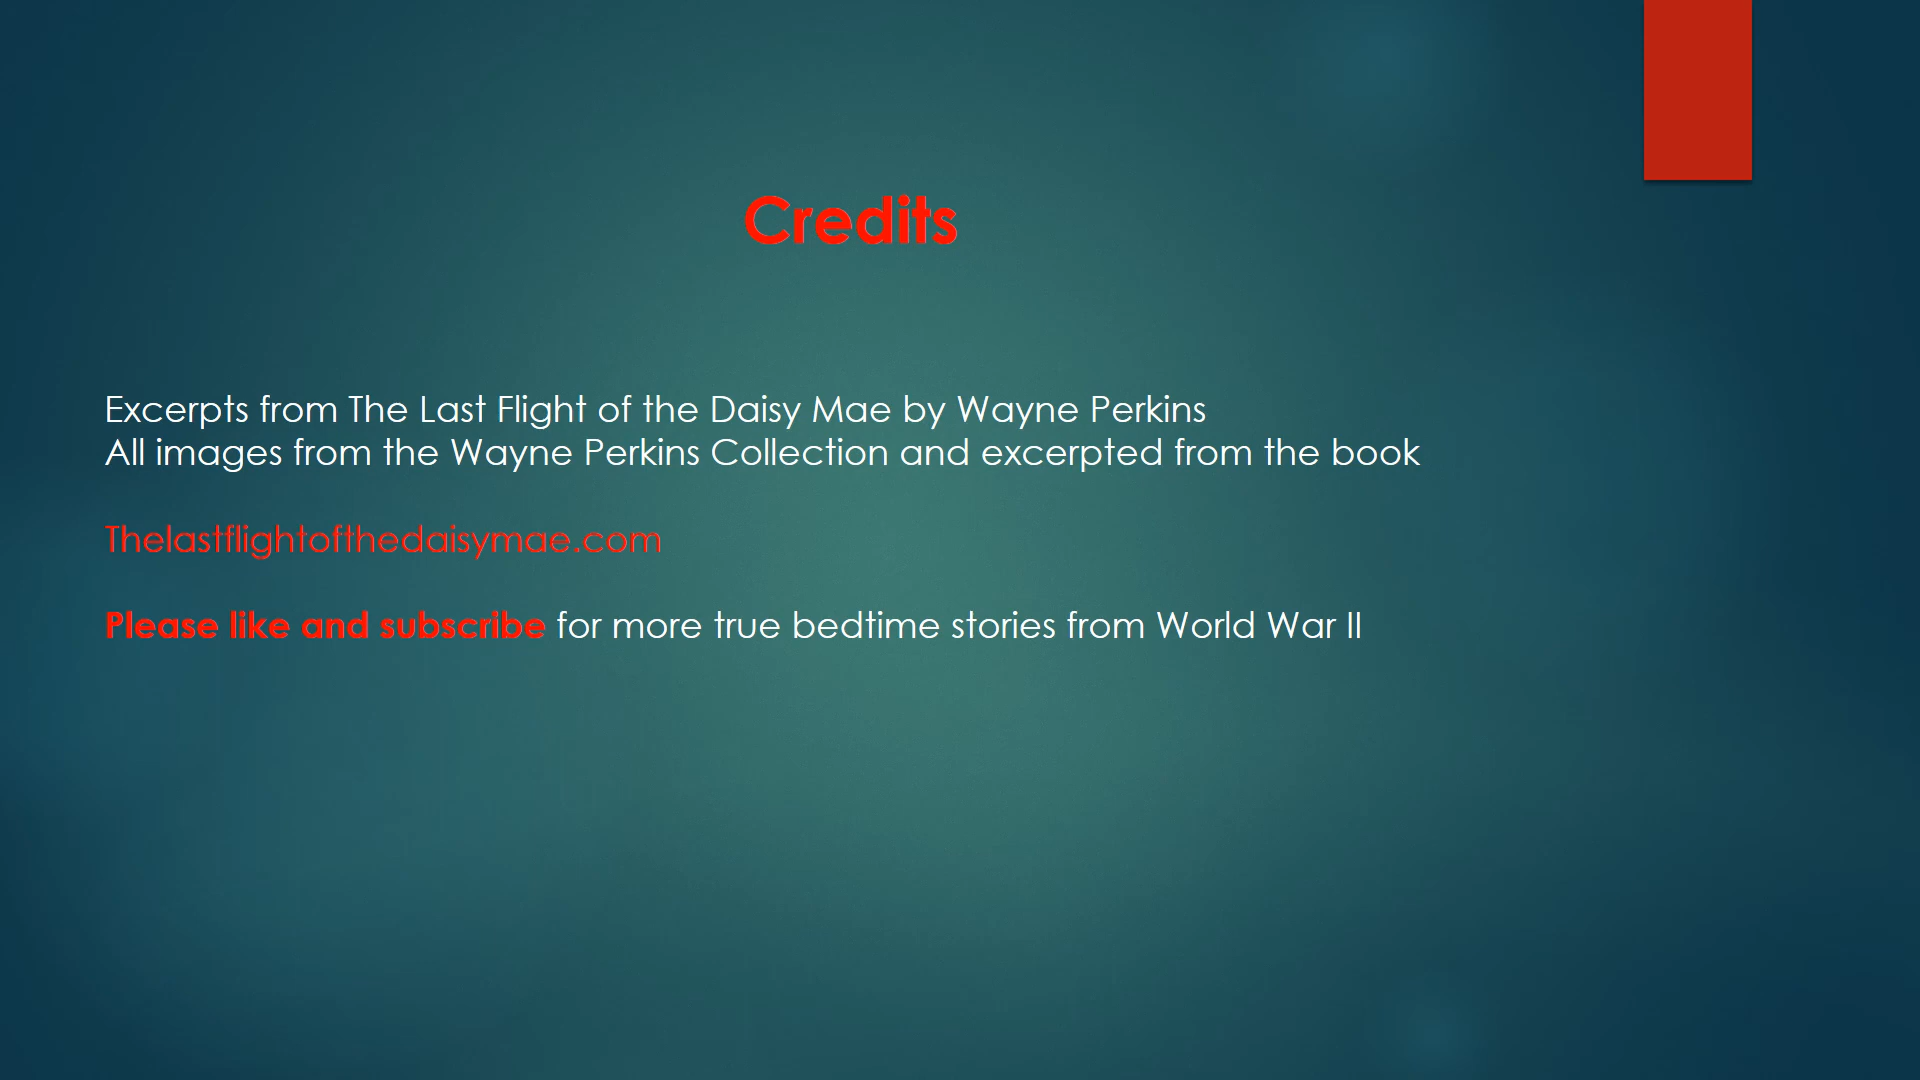 Credits
Excerpts from The Last Flight of the Daisy Mae by Wayne Perkins
All images from the Wayne Perkins Collection and excerpted from the book
Thelastflightofthedaisymae.com
Please like and subscribe for more true bedtime stories from World War II